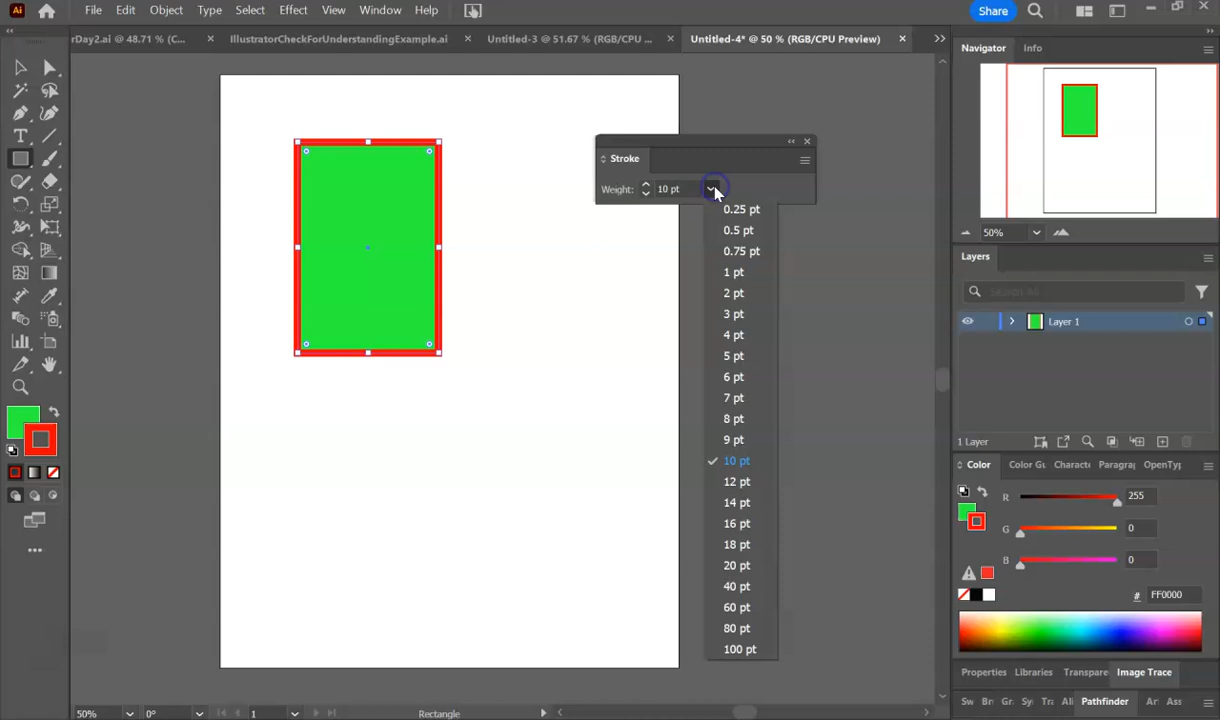 Ai File Edit Object Type Select Effect View Window Help Share
rDay2.ai @ 48.71 % (C... × IllustratorCheckForUnderstandingExample.ai × Untitled-3 @ 51.67 % (RGB/CPU ... × Untitled-4* @ 50 % (RGB/CPU Preview) ×
Navigator Info
Stroke
Weight: 10 pt
0.25 pt
0.5 pt
0.75 pt
1 pt
2 pt
3 pt
4 pt
5 pt
6 pt
7 pt
8 pt
9 pt
10 pt
12 pt
14 pt
16 pt
18 pt
20 pt
40 pt
60 pt
80 pt
100 pt
50%
Layers
Search All
Layer 1
1 Layer
Color Color Gu Characte Paragra OpenTyp
R 255
G 0
B 0
# FF0000
Properties Libraries Transpare Image Trace
Sw Br Gr Sy Tr Ali Pathfinder Ar Ass
50% 0° 1 Rectangle